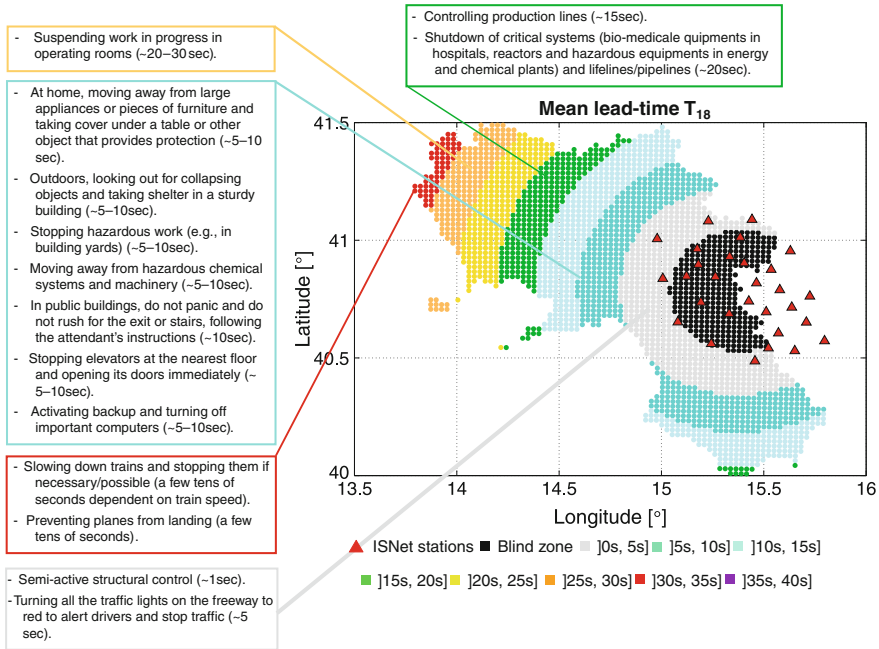 - Suspending work in progress in
operating rooms (~20–30sec).
- Controlling production lines (~15sec).
- Shutdown of critical systems (bio-medicale quipments in
hospitals, reactors and hazardous equipments in energy
and chemical plants) and lifelines/pipelines (~20sec).
- At home, moving away from large
appliances or pieces of furniture and
taking cover under a table or other
object that provides protection (~5–10
sec).
- Outdoors, looking out for collapsing
objects and taking shelter in a sturdy
building (~5–10sec).
- Stopping hazardous work (e.g., in
building yards) (~5–10sec).
- Moving away from hazardous chemical
systems and machinery (~5–10sec).
- In public buildings, do not panic and do
not rush for the exit or stairs, following
the attendant's instructions (~10sec).
- Stopping elevators at the nearest floor
and opening its doors immediately (~
5–10sec).
- Activating backup and turning off
important computers (~5–10sec).
- Slowing down trains and stopping them if
necessary/possible (a few tens of
seconds dependent on train speed).
- Preventing planes from landing (a few
tens of seconds).
- Semi-active structural control (~1sec).
-Turning all the traffic lights on the freeway to
red to alert drivers and stop traffic (~5
sec).
Mean lead-time T18
41.5
41
40.5
40
Latitude [°]
13.5 14 14.5 15 15.5 16
Longitude [°]
ISNet stations Blind zone ]0s, 5s] ]5s, 10s] ]10s, 15s]
]15s, 20s] ]20s, 25s] ]25s, 30s] ]30s, 35s] ]35s, 40s]